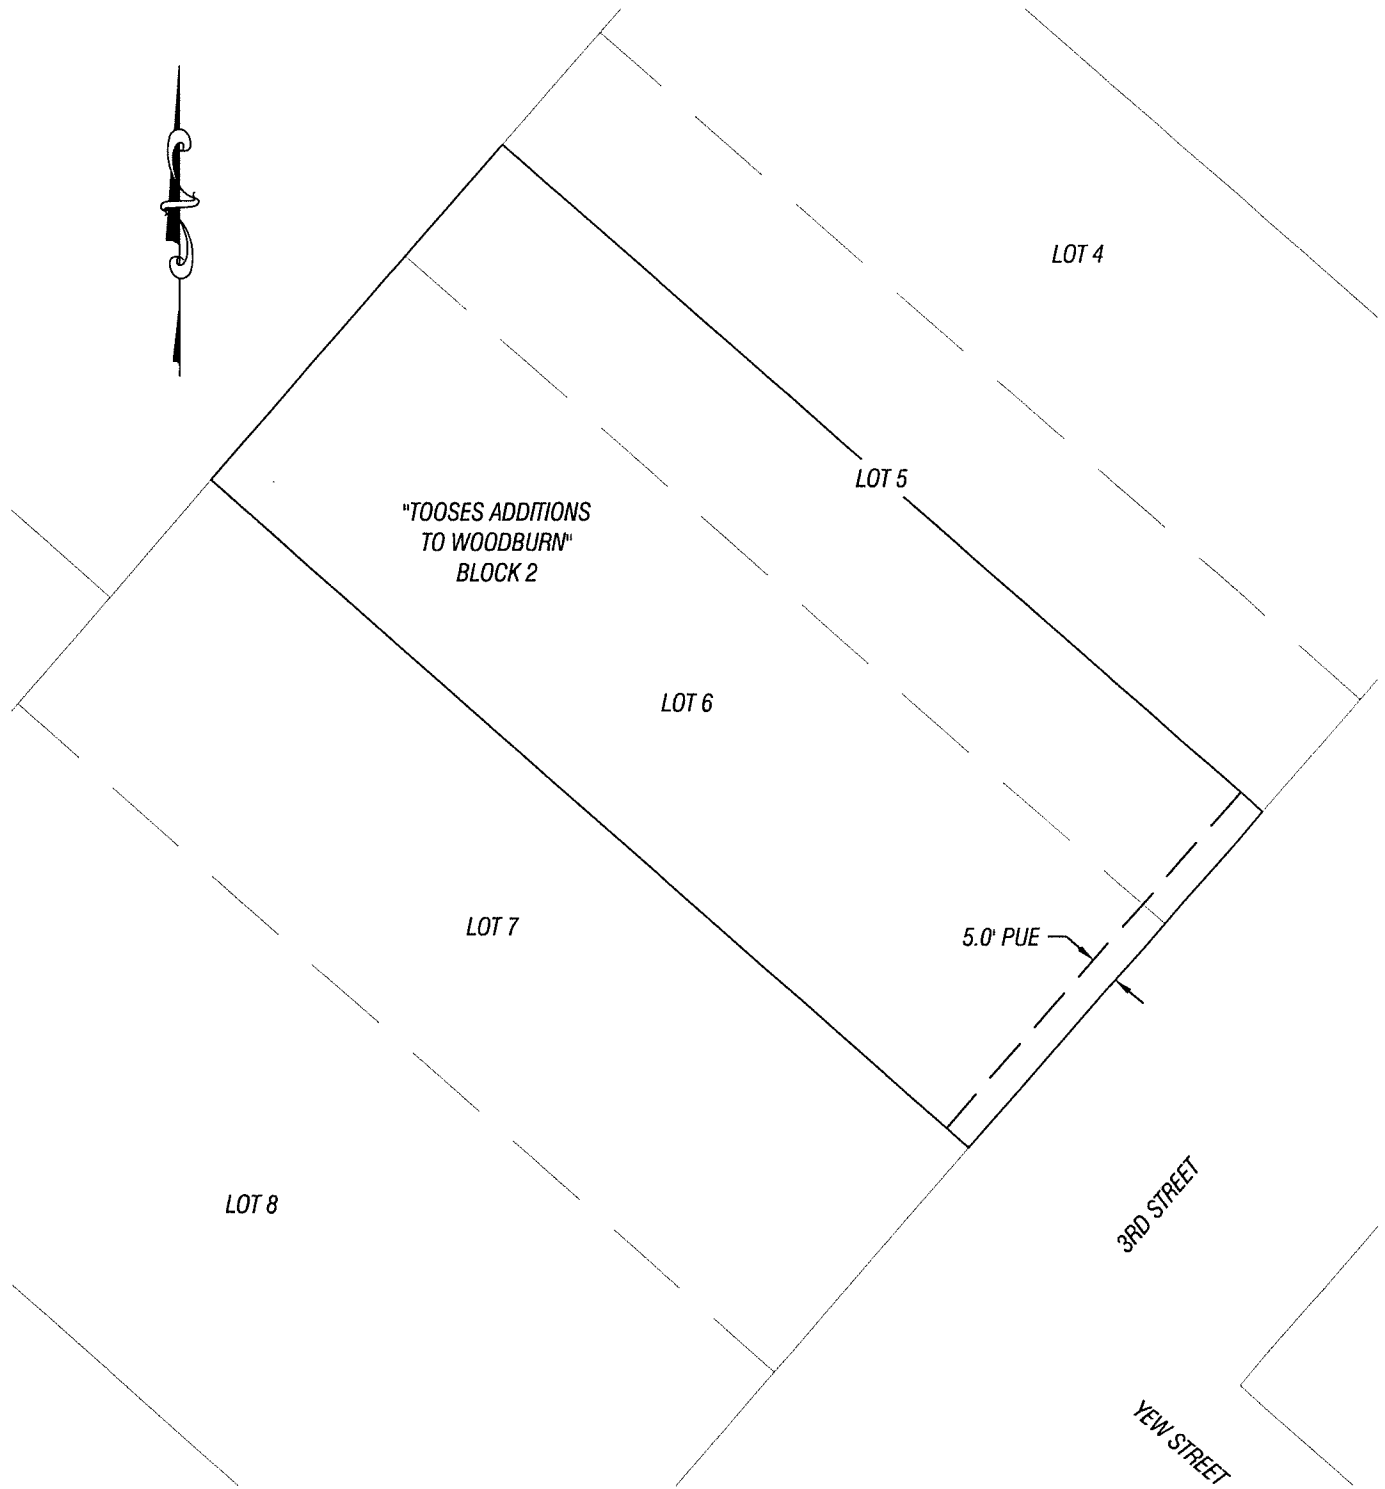 LOT 4
LOT 5
"TOOSES ADDITIONS
TO WOODBURN"
BLOCK 2
LOT 6
LOT 7
5.0' PUE
LOT 8
3RD STREET
YEW STREET